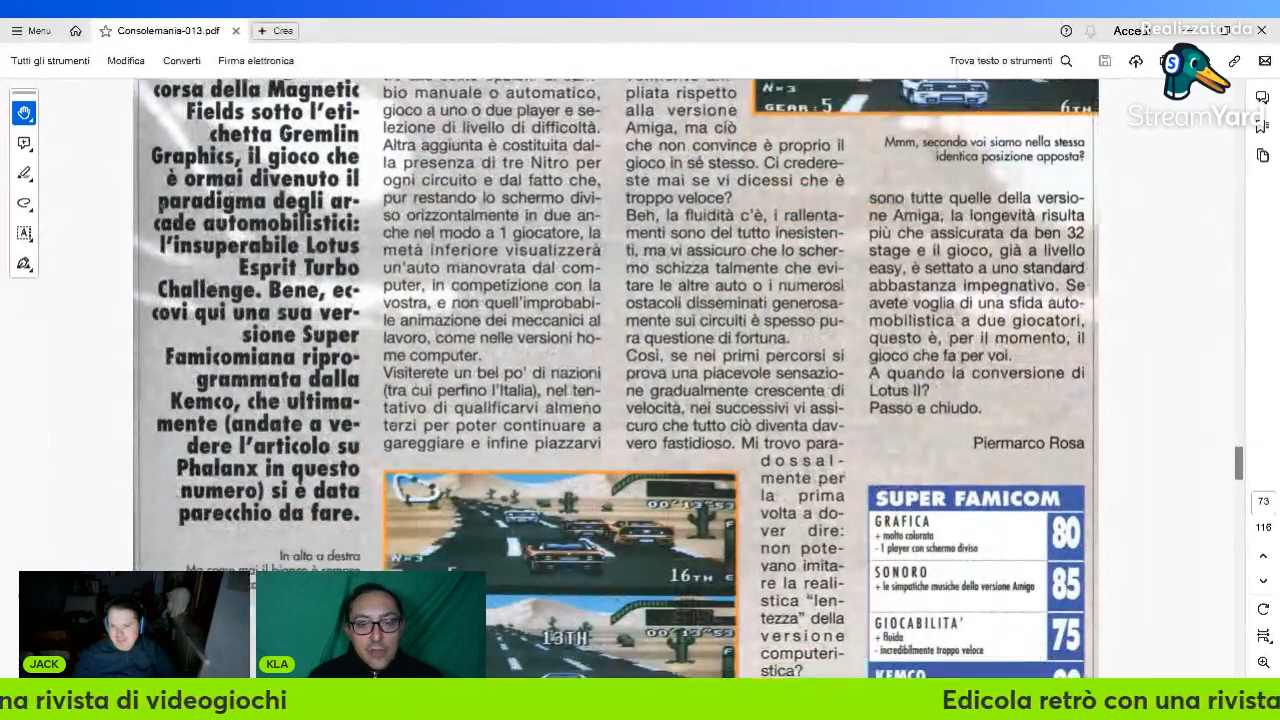 Menu
Consolemania-013.pdf
Crea
Realizzato da
StreamYard
Tutti gli strumenti
Modifica
Converti
Firma elettronica
Trova testo o strumenti
corsa della Magnetic
Fields sotto l'eti-
chetta Gremlin
Graphics, il gioco che
è ormai divenuto il
paradigma degli ar-
cade automobilistici:
l'insuperabile Lotus
Esprit Turbo
Challenge. Bene, ec-
covi qui una sua ver-
sione Super
Famicomiana ripro-
grammata dalla
Kemco, che ultima-
mente (andate a ve-
dere l'articolo su
Phalanx in questo
numero) si è data
parecchio da fare.
In alto a destra
bio manuale o automatico,
gioco a uno o due player e se-
lezione di livello di difficoltà.
Altra aggiunta è costituita dal-
la presenza di tre Nitro per
ogni circuito e dal fatto che,
pur restando lo schermo divi-
so orizzontalmente in due an-
che nel modo a 1 giocatore, la
metà inferiore visualizzerà
un'auto manovrata dal com-
puter, in competizione con la
vostra, e non quell'improbabi-
le animazione dei meccanici al
lavoro, come nelle versioni ho-
me computer.
Visiterete un bel po' di nazioni
(tra cui perfino l'Italia), nel ten-
tativo di qualificarvi almeno
terzi per poter continuare a
gareggiare e infine piazzarvi
N×3
16TH
00'13"53
13TH
00'13"53
pliata rispetto
alla versione
Amiga, ma ciò
che non convince è proprio il
gioco in sé stesso. Ci credere-
ste mai se vi dicessi che è
troppo veloce?
Beh, la fluidità c'è, i rallenta-
menti sono del tutto inesisten-
ti, ma vi assicuro che lo scher-
mo schizza talmente che evi-
tare le altre auto o i numerosi
ostacoli disseminati generosa-
mente sui circuiti è spesso pu-
ra questione di fortuna.
Così, se nei primi percorsi si
prova una piacevole sensazio-
ne gradualmente crescente di
velocità, nei successivi vi assi-
curo che tutto ciò diventa dav-
vero fastidioso. Mi trovo para-
dossal-
mente per
la prima
volta a do-
ver dire:
non pote-
vano imita-
re la reali-
stica "len-
tezza" della
versione
computeri-
stica?
N×3
GEAR:5
6TH
Mmm, secondo voi siamo nella stessa
identica posizione apposta?
sono tutte quelle della versio-
ne Amiga, la longevità risulta
più che assicurata da ben 32
stage e il gioco, già a livello
easy, è settato a uno standard
abbastanza impegnativo. Se
avete voglia di una sfida auto-
mobilistica a due giocatori,
questo è, per il momento, il
gioco che fa per voi.
A quando la conversione di
Lotus II?
Passo e chiudo.
Piermarco Rosa
SUPER FAMICOM
GRAFICA
+ molto colorata
- 1 player con schermo diviso
80
SONORO
+ le simpatiche musiche della versione Amiga
85
GIOCABILITA'
+ fluida
- incredibilmente troppo veloce
75
KEMCO
73
116
JACK
KLA
na rivista di videogiochi
Edicola retrò con una rivista